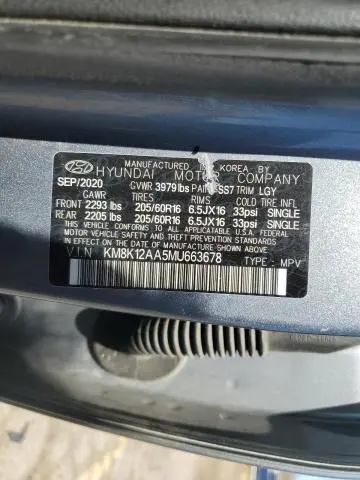 MANUFACTURED IN KOREA BY
HYUNDAI MOTOR COMPANY
SEP/2020 GVWR 3979 lbs PAINT SS7 TRIM LGY
GAWR TIRES RIMS COLD TIRE INFL
FRONT 2293 lbs 205/60R16 6.5JX16 33psi SINGLE
REAR 2205 lbs 205/60R16 6.5JX16 33psi SINGLE
THIS VEHICLE CONFORMS TO ALL APPLICABLE
U.S.A. FEDERAL MOTOR VEHICLE SAFETY,
BUMPER, AND THEFT PREVENTION STANDARDS
IN EFFECT ON THE DATE OF MANUFACTURE
SHOWN ABOVE.
VIN KM8K12AA5MU663678 TYPE : MPV